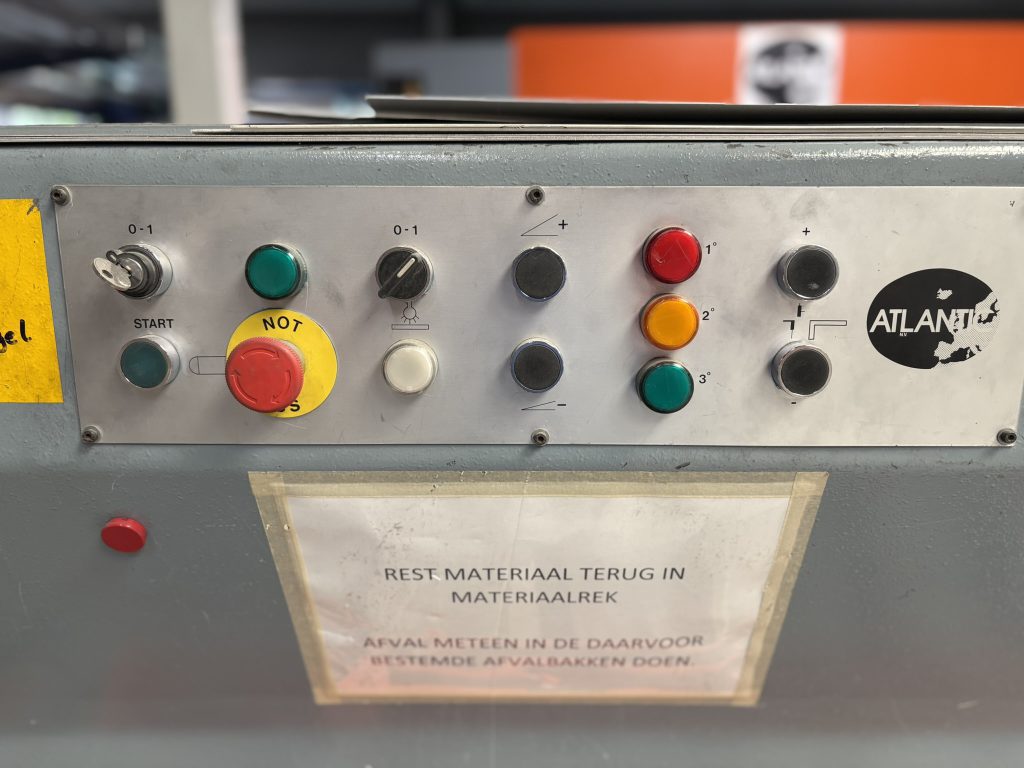 0-1
0-1
+
1°
+
START
NOT
2°
ATLANTIC
N.V.
3°
-
-
REST MATERIAAL TERUG IN
MATERIAALREK
AFVAL METEEN IN DE DAARVOOR
BESTEMDE AFVALBAKKEN DOEN.